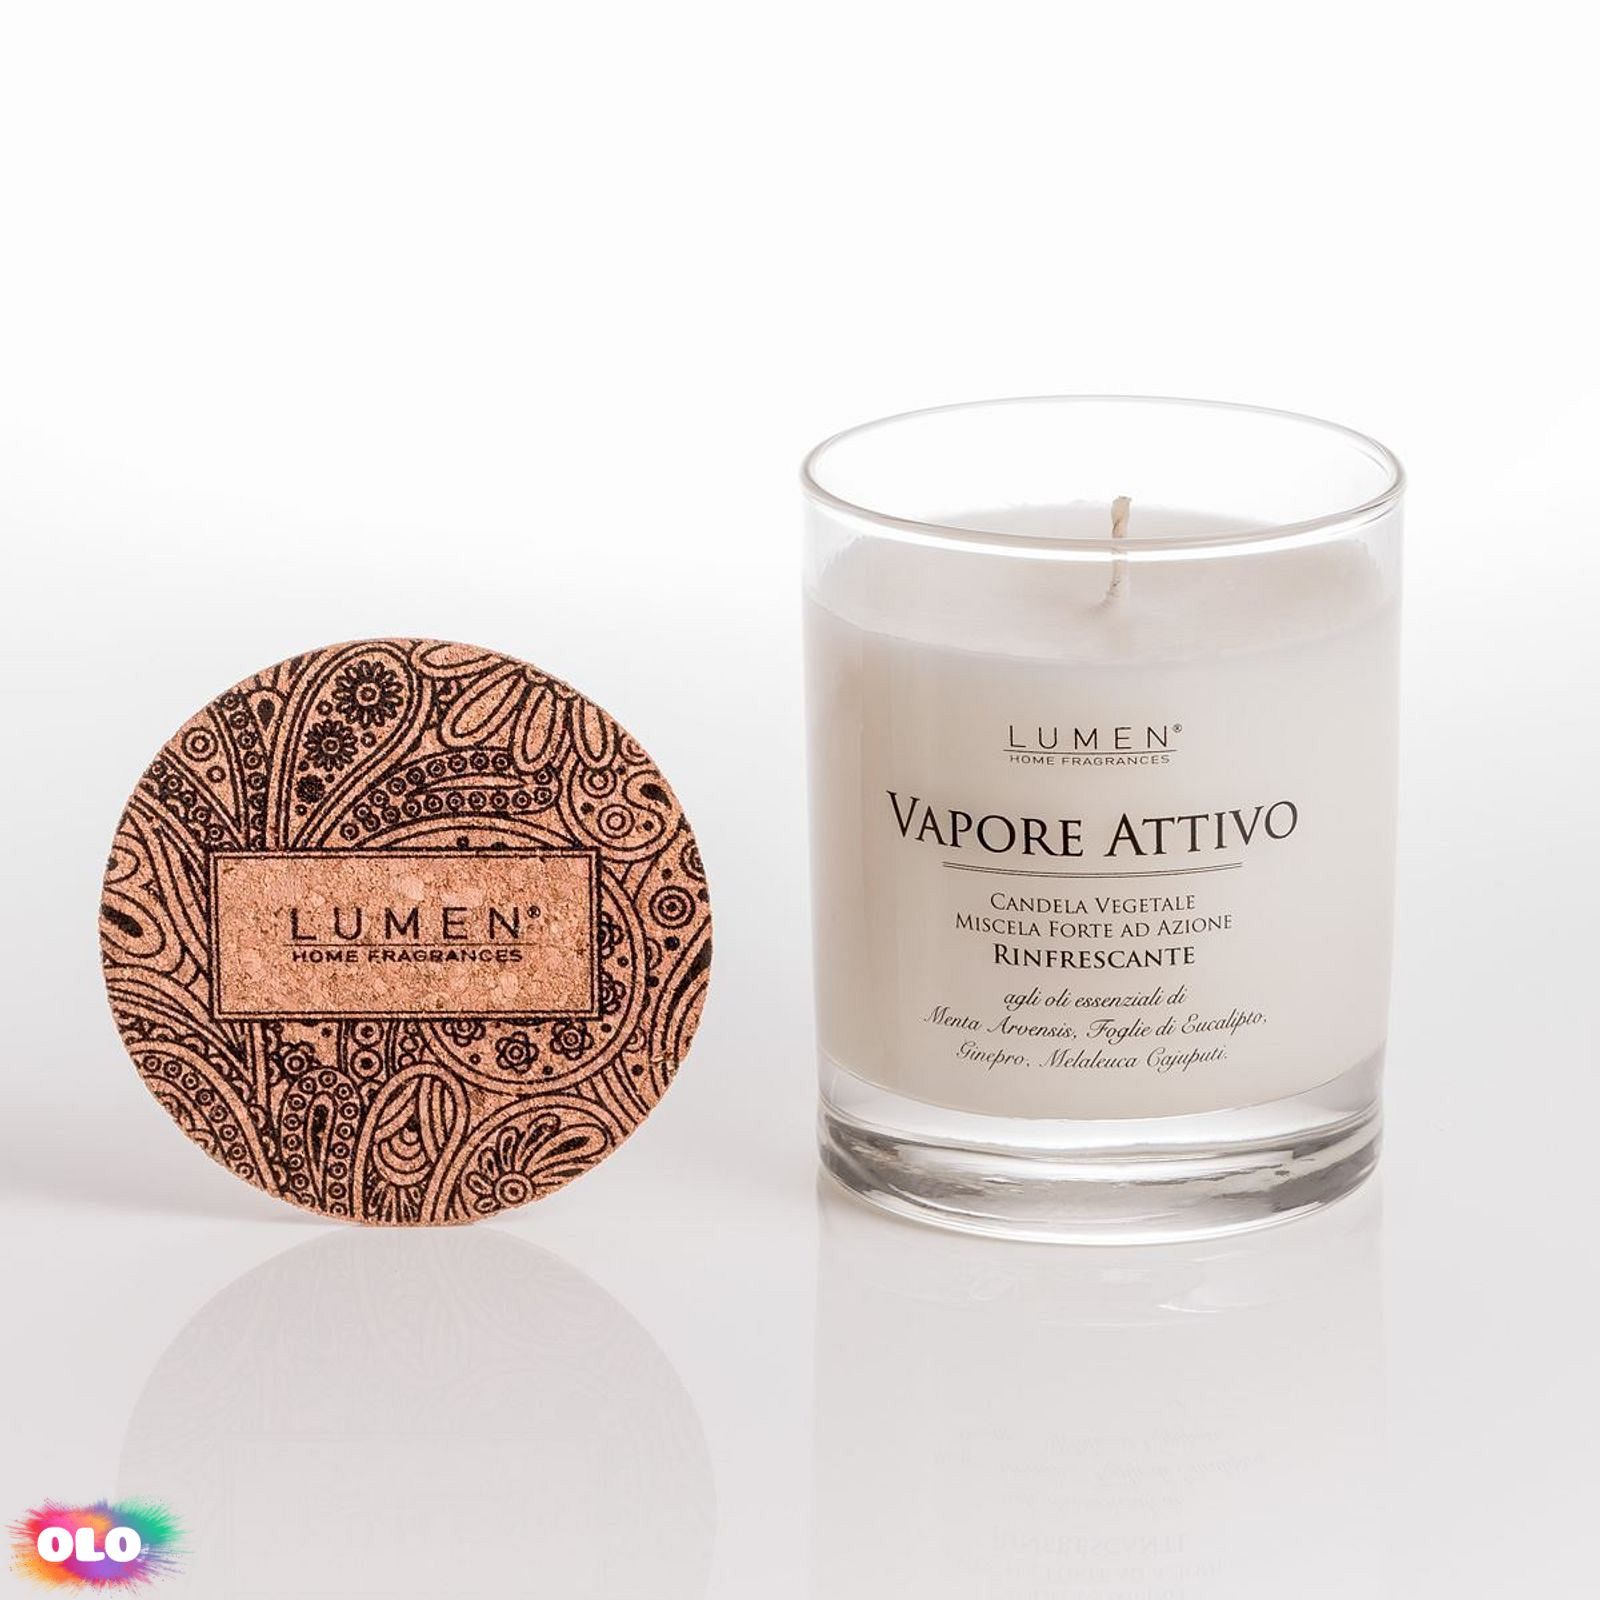 LUMEN®
HOME FRAGRANCES
LUMEN®
HOME FRAGRANCES
VAPORE ATTIVO
CANDELA VEGETALE
MISCELA FORTE AD AZIONE
RINFRESCANTE
agli oli essenziali di
Menta Arvensis, Foglie di Eucalipto,
Ginepro, Melaleuca Cajuputi.
OLO